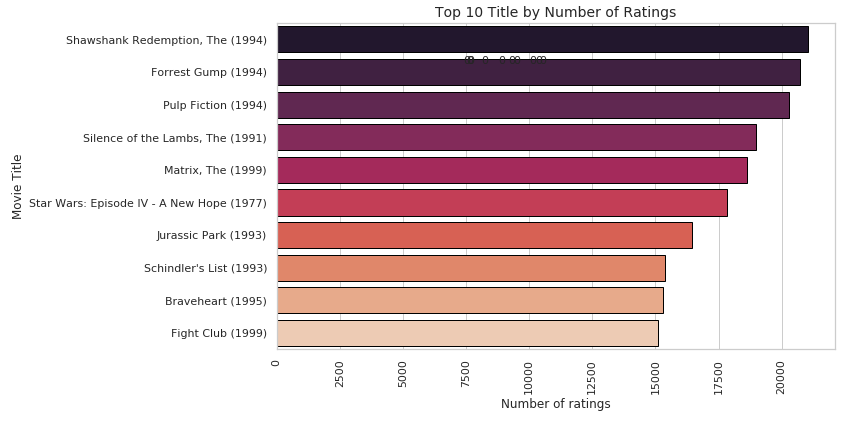 Top 10 Title by Number of Ratings
Shawshank Redemption, The (1994)
Forrest Gump (1994)
Pulp Fiction (1994)
Silence of the Lambs, The (1991)
Matrix, The (1999)
Star Wars: Episode IV - A New Hope (1977)
Jurassic Park (1993)
Schindler's List (1993)
Braveheart (1995)
Fight Club (1999)
Movie Title
0 2500 5000 7500 10000 12500 15000 17500 20000
Number of ratings